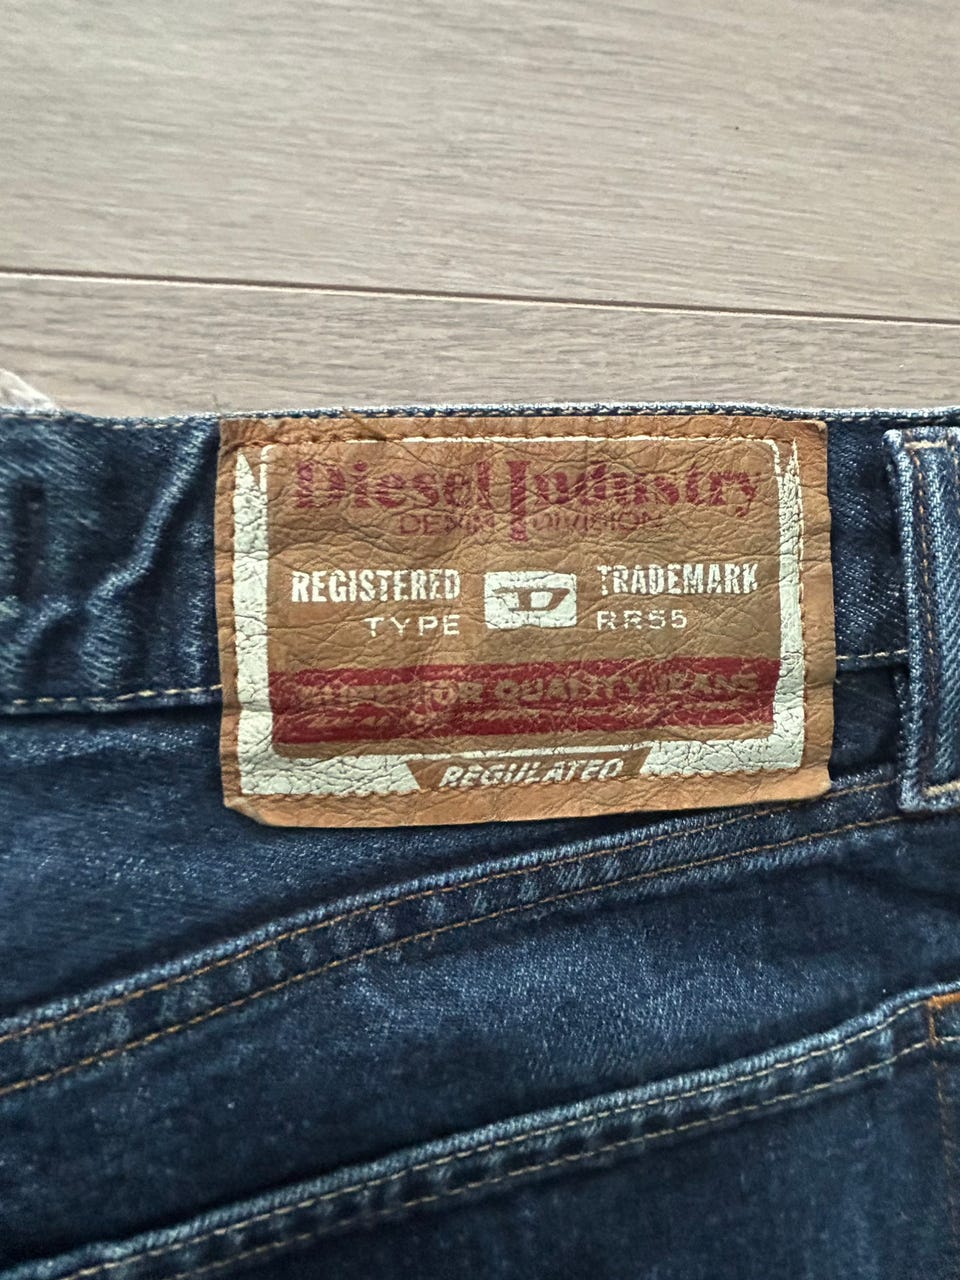 Diesel Industry
DENIM DIVISION
REGISTERED D TRADEMARK
TYPE RR55
SUPERIOR QUALITY JEANS
REGULATED